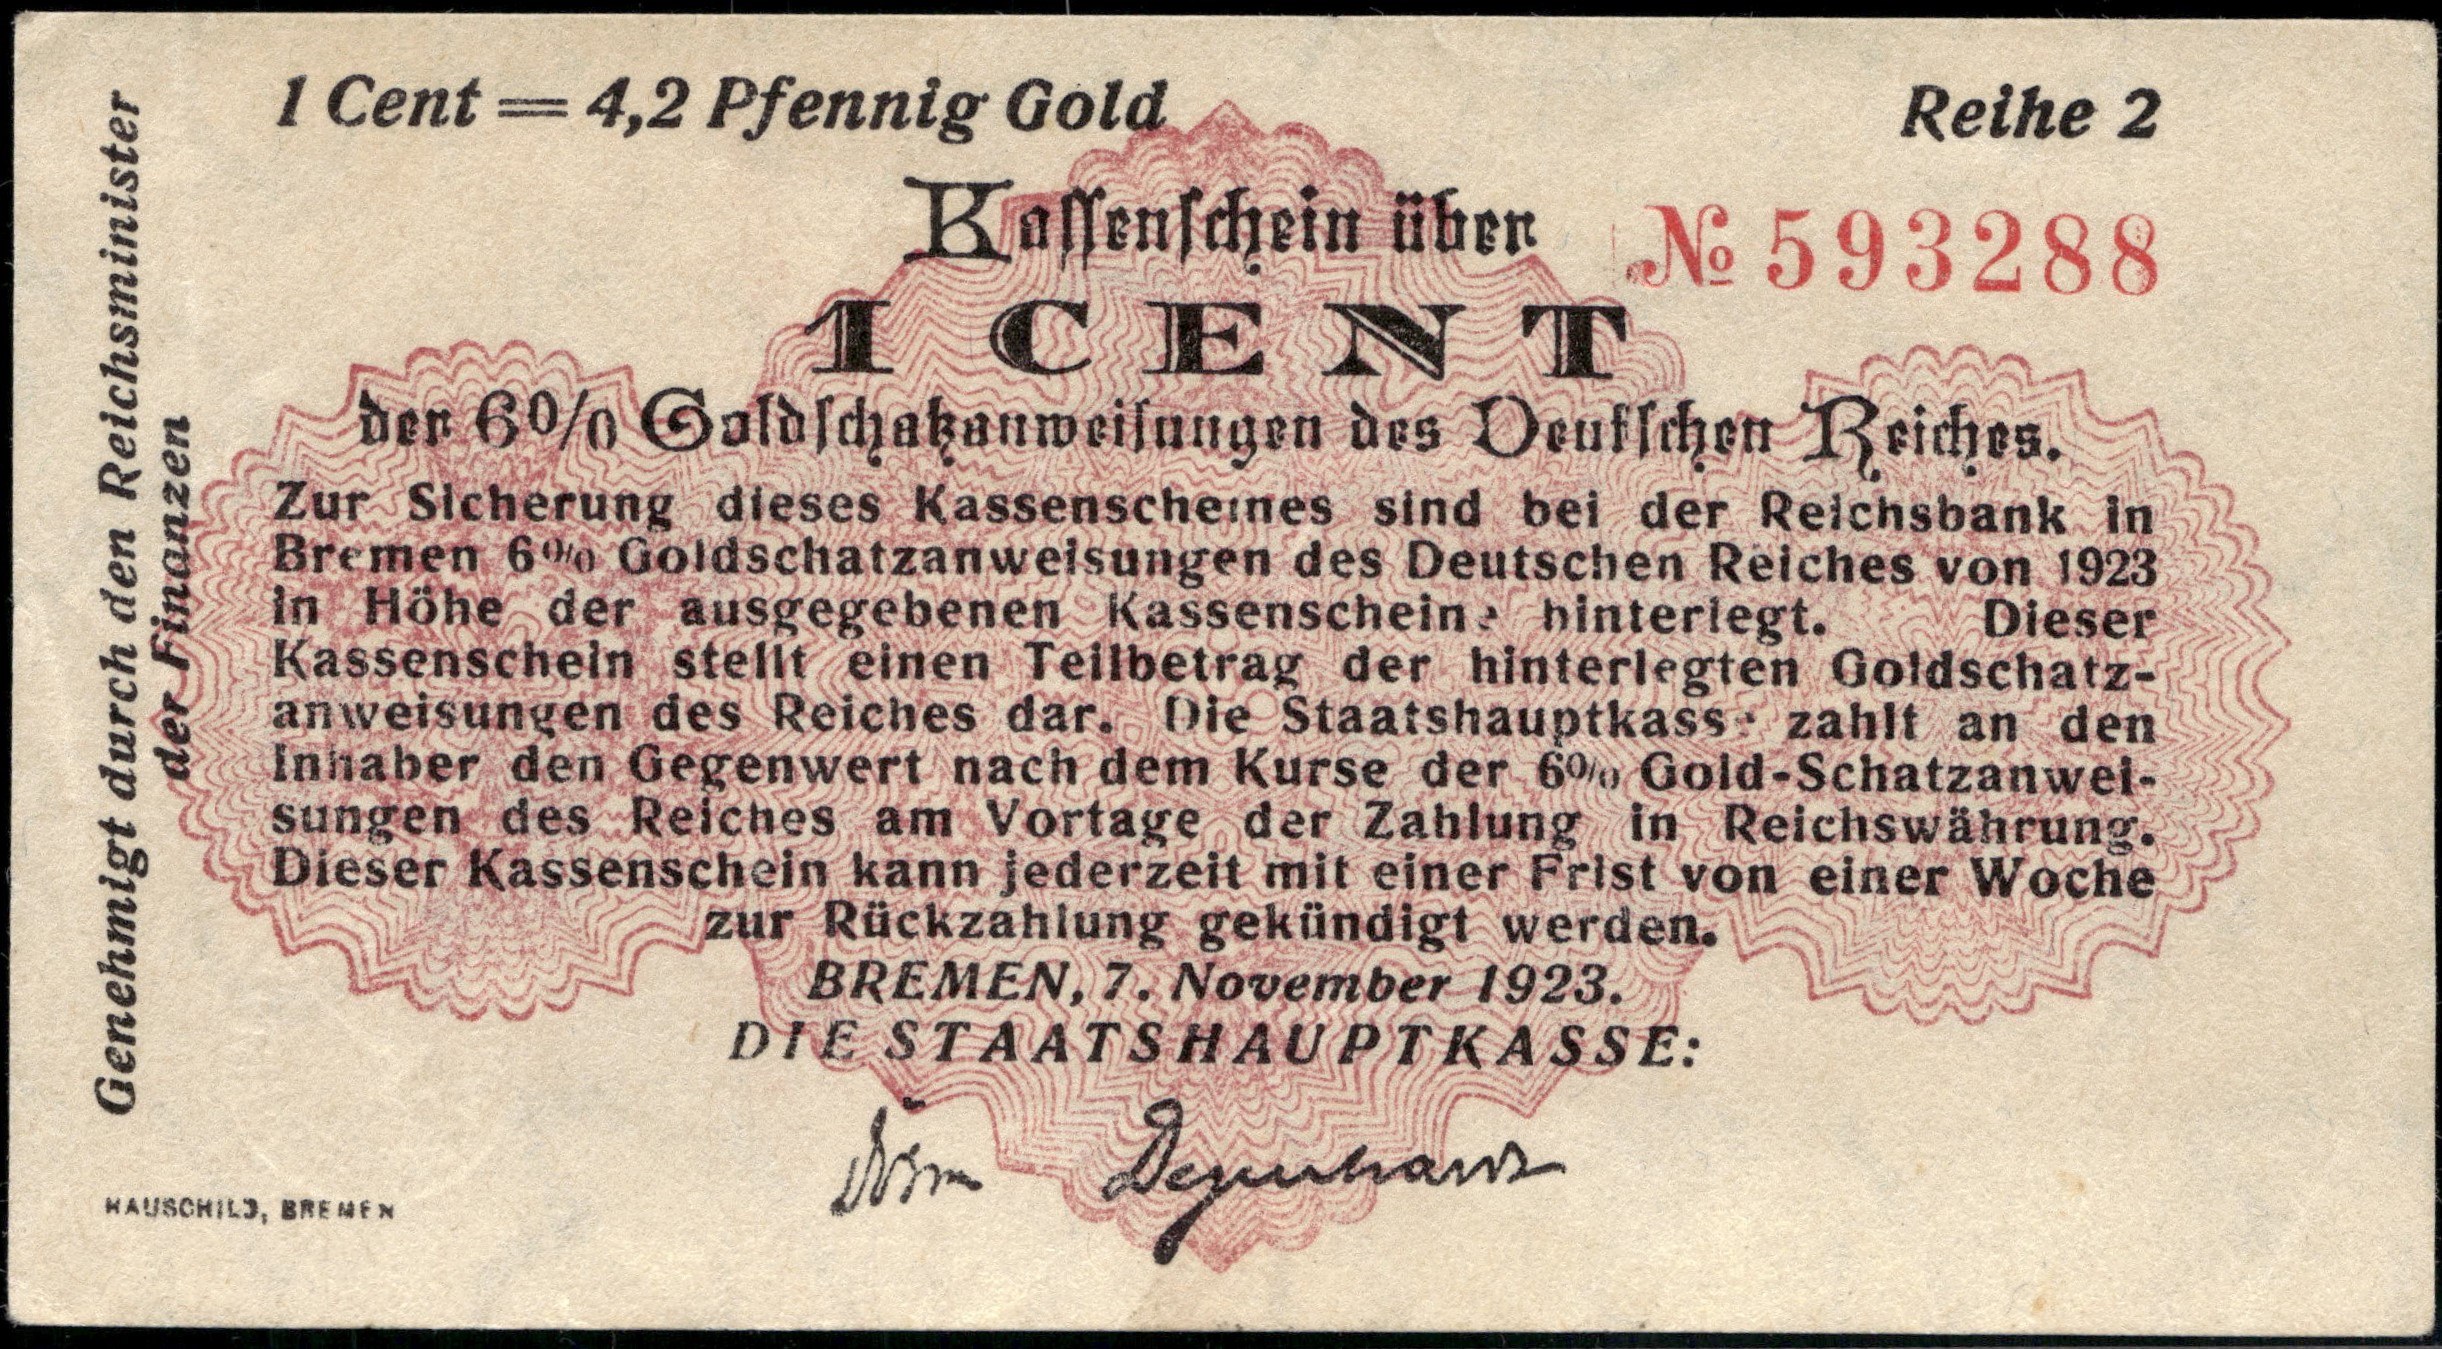 1 Cent = 4,2 Pfennig Gold
Reihe 2
Genehmigt durch den Reichsminister
der Finanzen
Kassenschein über
№ 593288
1 CENT
der 6% Goldschatzanweisungen des Deutschen Reiches.
Zur Sicherung dieses Kassenscheines sind bei der Reichsbank in
Bremen 6% Goldschatzanweisungen des Deutschen Reiches von 1923
in Höhe der ausgegebenen Kassenscheine hinterlegt. Dieser
Kassenschein stellt einen Teilbetrag der hinterlegten Goldschatz-
anweisungen des Reiches dar. Die Staatshauptkasse zahlt an den
Inhaber den Gegenwert nach dem Kurse der 6% Gold-Schatzanwei-
sungen des Reiches am Vortage der Zahlung in Reichswährung.
Dieser Kassenschein kann jederzeit mit einer Frist von einer Woche
zur Rückzahlung gekündigt werden.
BREMEN, 7. November 1923.
DIE STAATSHAUPTKASSE:
Degenhardt
HAUSCHILD, BREMEN